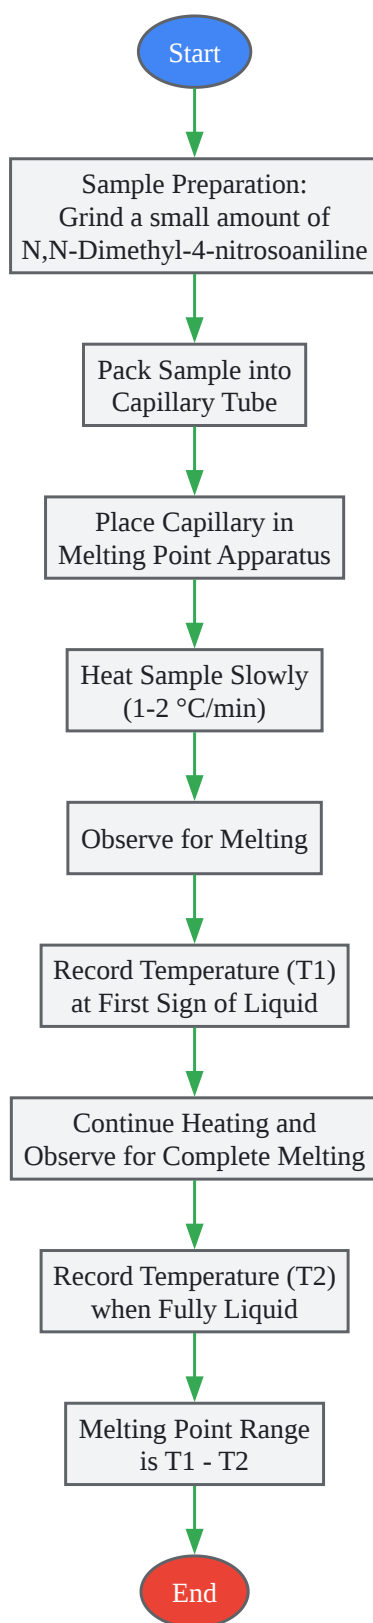 Start
Sample Preparation:
Grind a small amount of
N,N-Dimethyl-4-nitrosoaniline
Pack Sample into
Capillary Tube
Place Capillary in
Melting Point Apparatus
Heat Sample Slowly
(1-2 °C/min)
Observe for Melting
Record Temperature (T1)
at First Sign of Liquid
Continue Heating and
Observe for Complete Melting
Record Temperature (T2)
when Fully Liquid
Melting Point Range
is T1 - T2
End